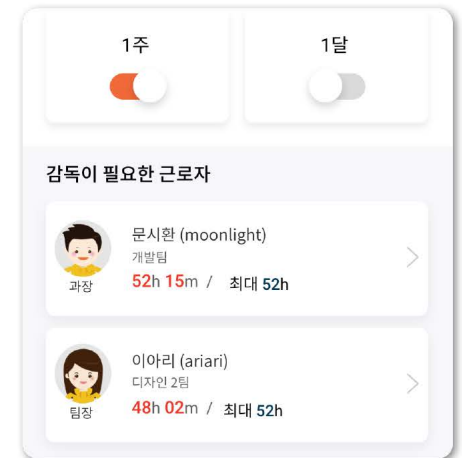 1주
1달
감독이 필요한 근로자
문시환 (moonlight)
개발팀
과장
52h 15m / 최대 52h
이아리 (ariari)
디자인 2팀
팀장
48h 02m / 최대 52h